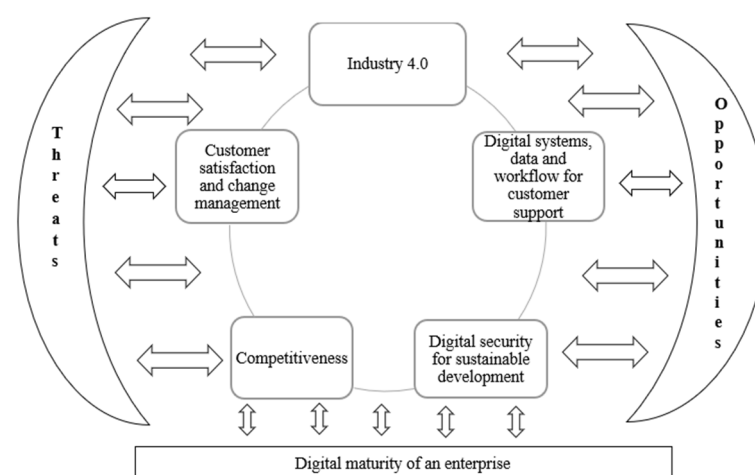 Industry 4.0
Threats
Opportunities
Customer
satisfaction
and change
management
Digital systems,
data and
workflow for
customer
support
Competitiveness
Digital security
for sustainable
development
Digital maturity of an enterprise